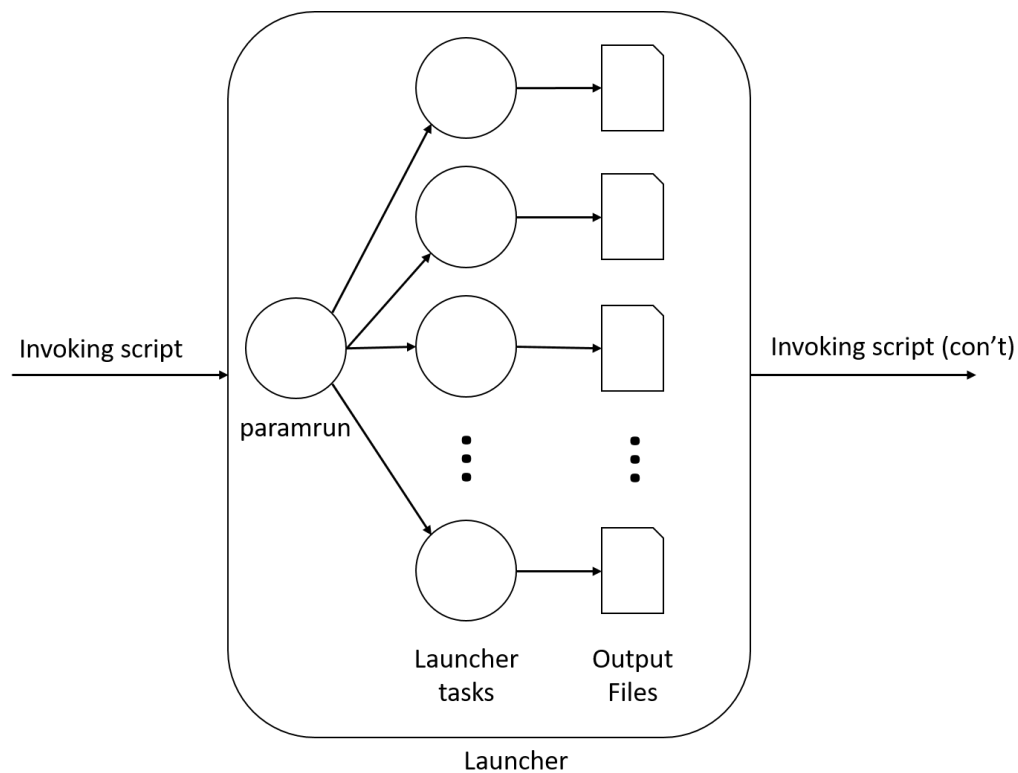 Invoking script
Invoking script (con’t)
paramrun
Launcher
tasks
Output
Files
Launcher